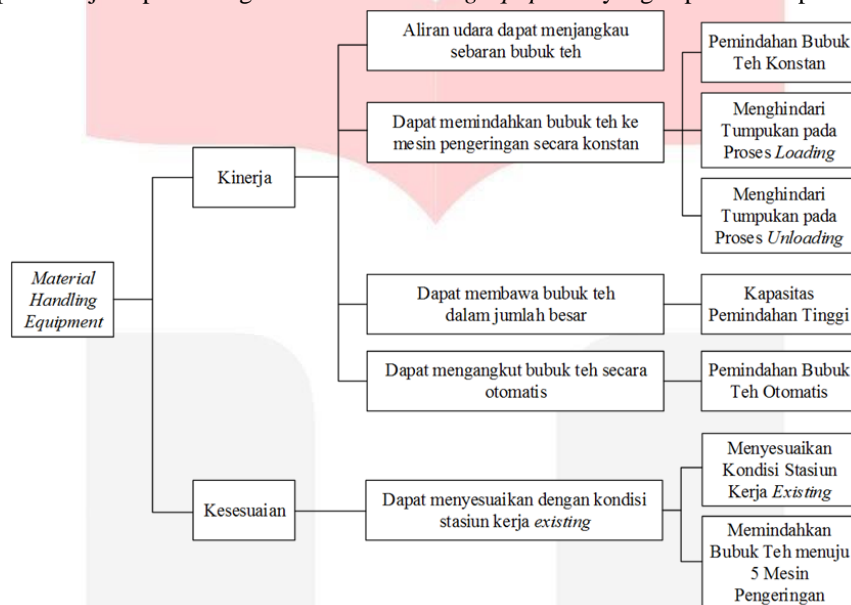 Aliran udara dapat menjangkau
sebaran bubuk teh
Pemindahan Bubuk
Teh Konstan
Dapat memindahkan bubuk teh ke
mesin pengeringan secara konstan
Menghindari
Tumpukan pada
Proses Loading
Kinerja
Menghindari
Tumpukan pada
Proses Unloading
Material
Handling
Equipment
Dapat membawa bubuk teh
dalam jumlah besar
Kapasitas
Pemindahan Tinggi
Dapat mengangkut bubuk teh secara
otomatis
Pemindahan Bubuk
Teh Otomatis
Menyesuaikan
Kondisi Stasiun
Kerja Existing
Kesesuaian
Dapat menyesuaikan dengan kondisi
stasiun kerja existing
Memindahkan
Bubuk Teh menuju
5 Mesin
Pengeringan